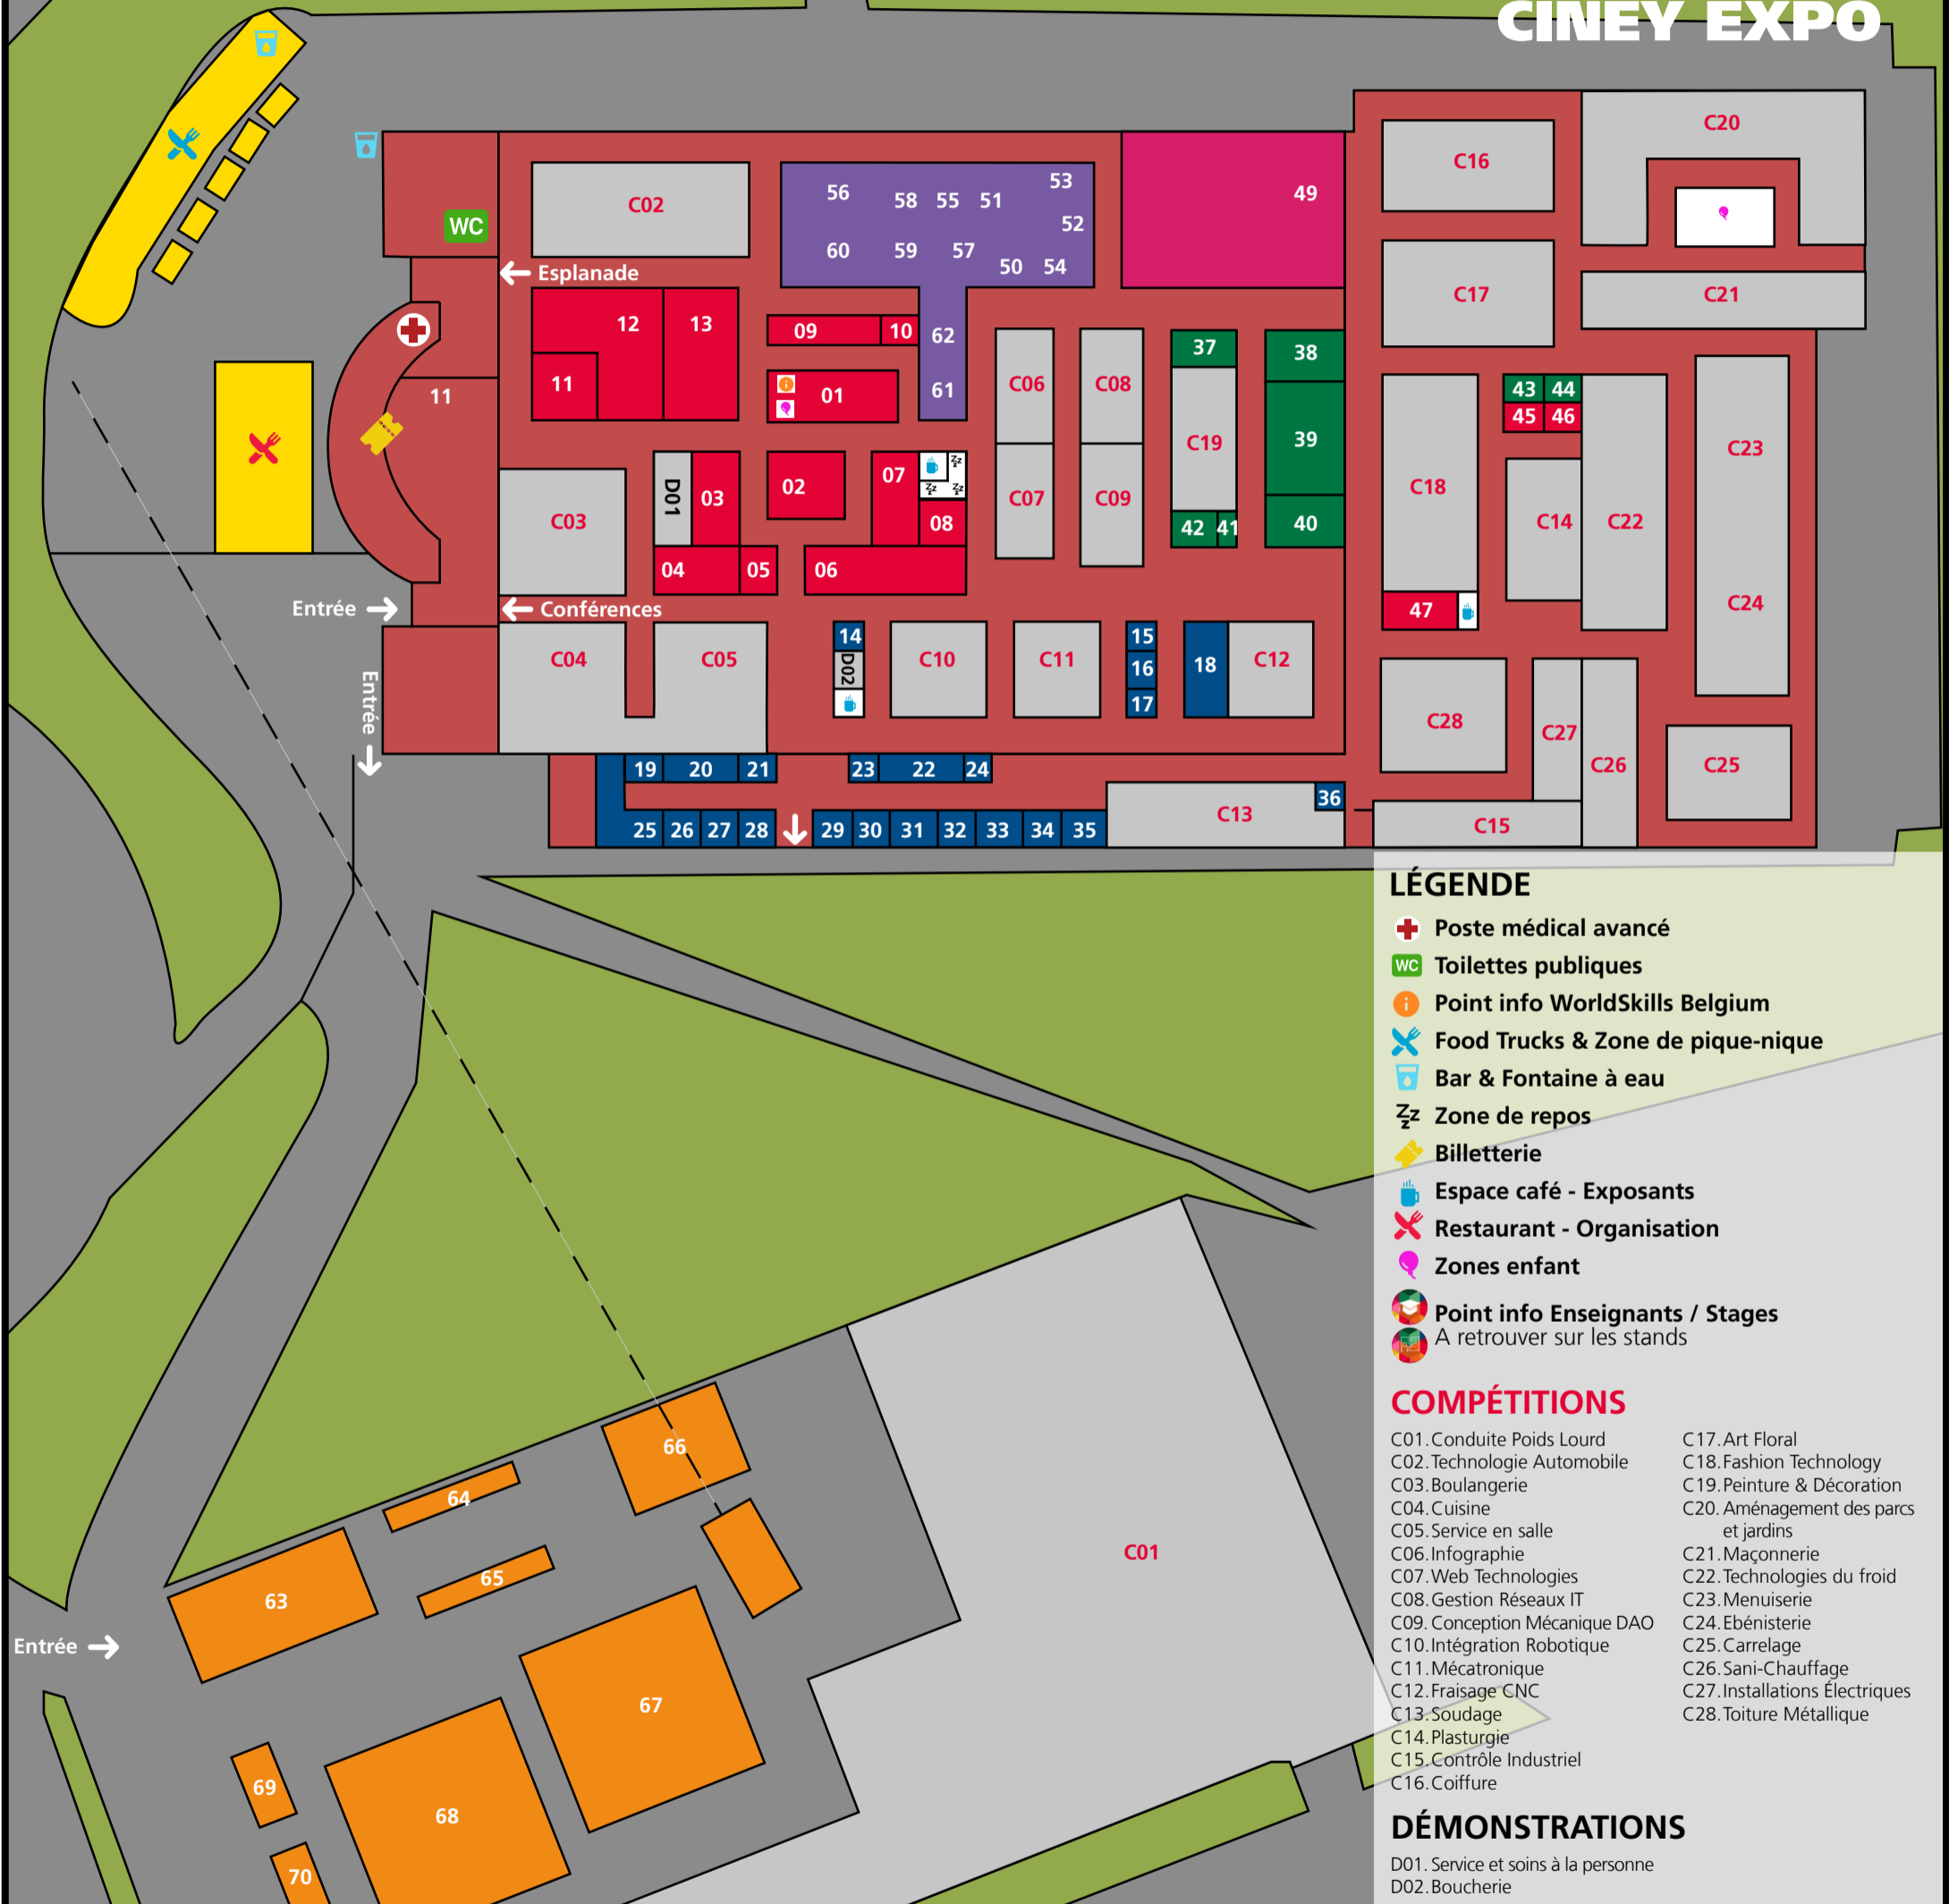 CINEY EXPO
C20
C16
C02
56
58
55
51
53
52
49
WC
60
59
57
50
54
Esplanade
C17
C21
12
13
09
10
62
37
38
11
11
01
61
C06
C08
43
44
45
46
C19
39
C23
D01
03
02
07
zz
zz
zz
C07
C09
C18
C03
08
42
41
40
C14
C22
04
05
06
Entrée
Conférences
47
C24
C04
C05
14
D02
C10
C11
15
16
17
18
C12
Entrée
C28
C27
C26
C25
19
20
21
23
22
24
36
C13
25
26
27
28
29
30
31
32
33
34
35
C15
LÉGENDE
Poste médical avancé
WC Toilettes publiques
i Point info WorldSkills Belgium
Food Trucks & Zone de pique-nique
Bar & Fontaine à eau
Zzz Zone de repos
Billetterie
Espace café - Exposants
Restaurant - Organisation
Zones enfant
Point info Enseignants / Stages
A retrouver sur les stands
COMPÉTITIONS
C01. Conduite Poids Lourd
C02. Technologie Automobile
C03. Boulangerie
C04. Cuisine
C05. Service en salle
C06. Infographie
C07. Web Technologies
C08. Gestion Réseaux IT
C09. Conception Mécanique DAO
C10. Intégration Robotique
C11. Mécatronique
C12. Fraisage CNC
C13. Soudage
C14. Plasturgie
C15. Contrôle Industriel
C16. Coiffure
C17. Art Floral
C18. Fashion Technology
C19. Peinture & Décoration
C20. Aménagement des parcs
et jardins
C21. Maçonnerie
C22. Technologies du froid
C23. Menuiserie
C24. Ebénisterie
C25. Carrelage
C26. Sani-Chauffage
C27. Installations Électriques
C28. Toiture Métallique
DÉMONSTRATIONS
D01. Service et soins à la personne
D02. Boucherie
66
64
C01
65
63
Entrée
67
69
68
70